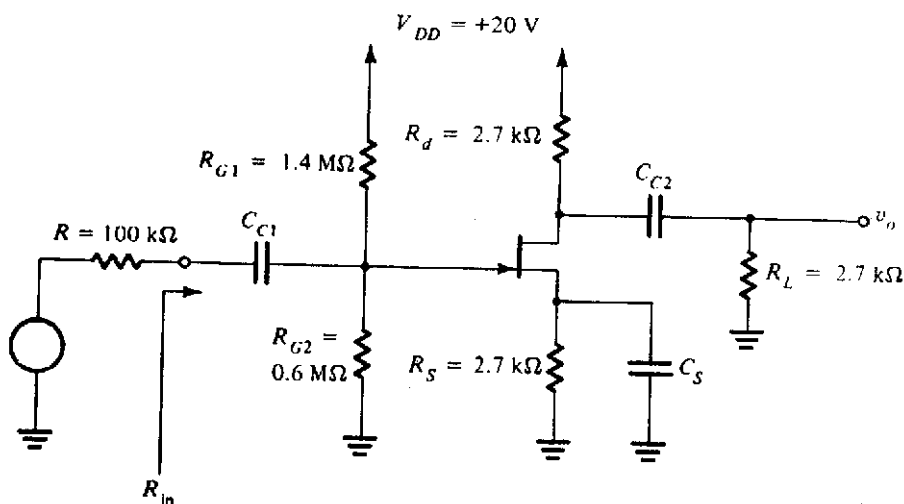 V_DD = +20 V
R_d = 2.7 kΩ
R_G1 = 1.4 MΩ
C_C2
C_C1
R = 100 kΩ
v_o
R_L = 2.7 kΩ
R_G2 =
0.6 MΩ
R_S = 2.7 kΩ
C_S
R_in